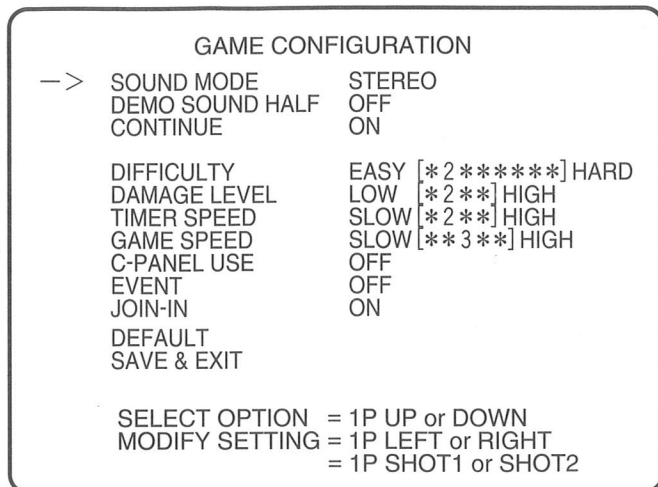 GAME CONFIGURATION
—> SOUND MODE STEREO
DEMO SOUND HALF OFF
CONTINUE ON
DIFFICULTY EASY [*2******] HARD
DAMAGE LEVEL LOW [*2**] HIGH
TIMER SPEED SLOW [*2**] HIGH
GAME SPEED SLOW [**3**] HIGH
C-PANEL USE OFF
EVENT OFF
JOIN-IN ON
DEFAULT
SAVE & EXIT
SELECT OPTION = 1P UP or DOWN
MODIFY SETTING = 1P LEFT or RIGHT
= 1P SHOT1 or SHOT2